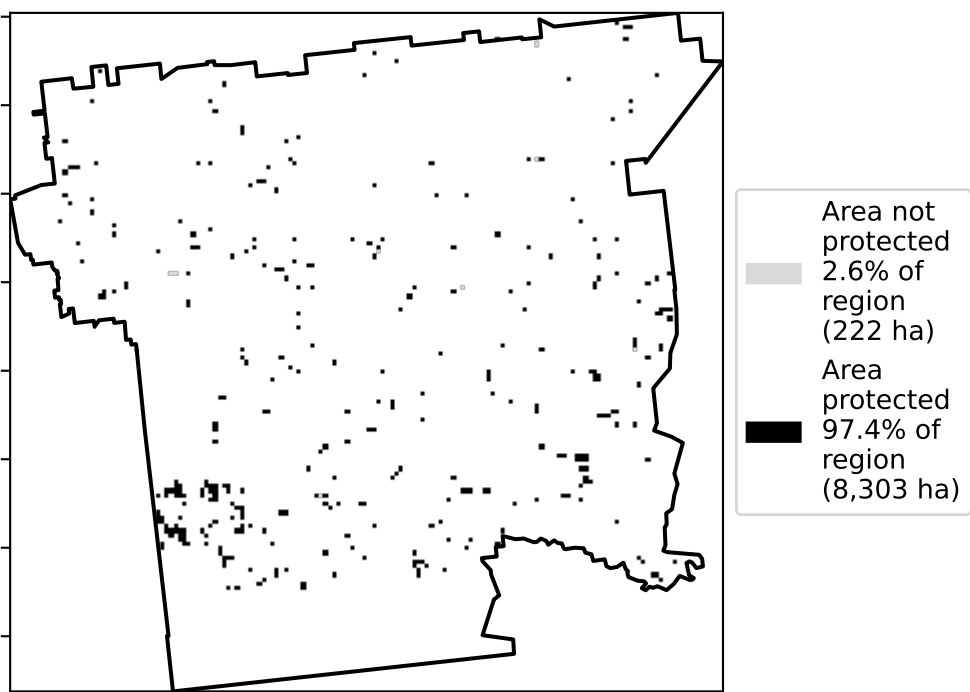 Area not
protected
2.6% of
region
(222 ha)
Area
protected
97.4% of
region
(8,303 ha)